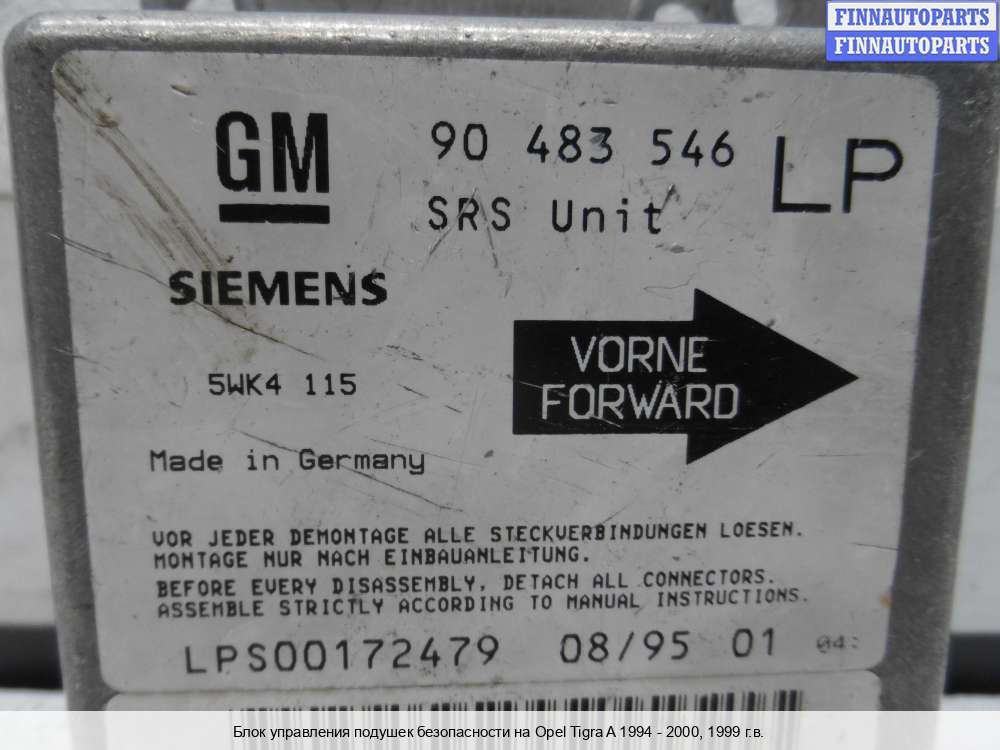 FINNAUTOPARTS
FINNAUTOPARTS
GM
90 483 546
LP
SRS Unit
SIEMENS
VORNE
FORWARD
5WK4 115
Made in Germany
VOR JEDER DEMONTAGE ALLE STECKVERBINDUNGEN LOESEN.
MONTAGE NUR NACH EINBAUANLEITUNG.
BEFORE EVERY DISASSEMBLY, DETACH ALL CONNECTORS.
ASSEMBLE STRICTLY ACCORDING TO MANUAL INSTRUCTIONS.
LPS00172479 08/95 01
Блок управления подушек безопасности на Opel Tigra A 1994 - 2000, 1999 г.в.